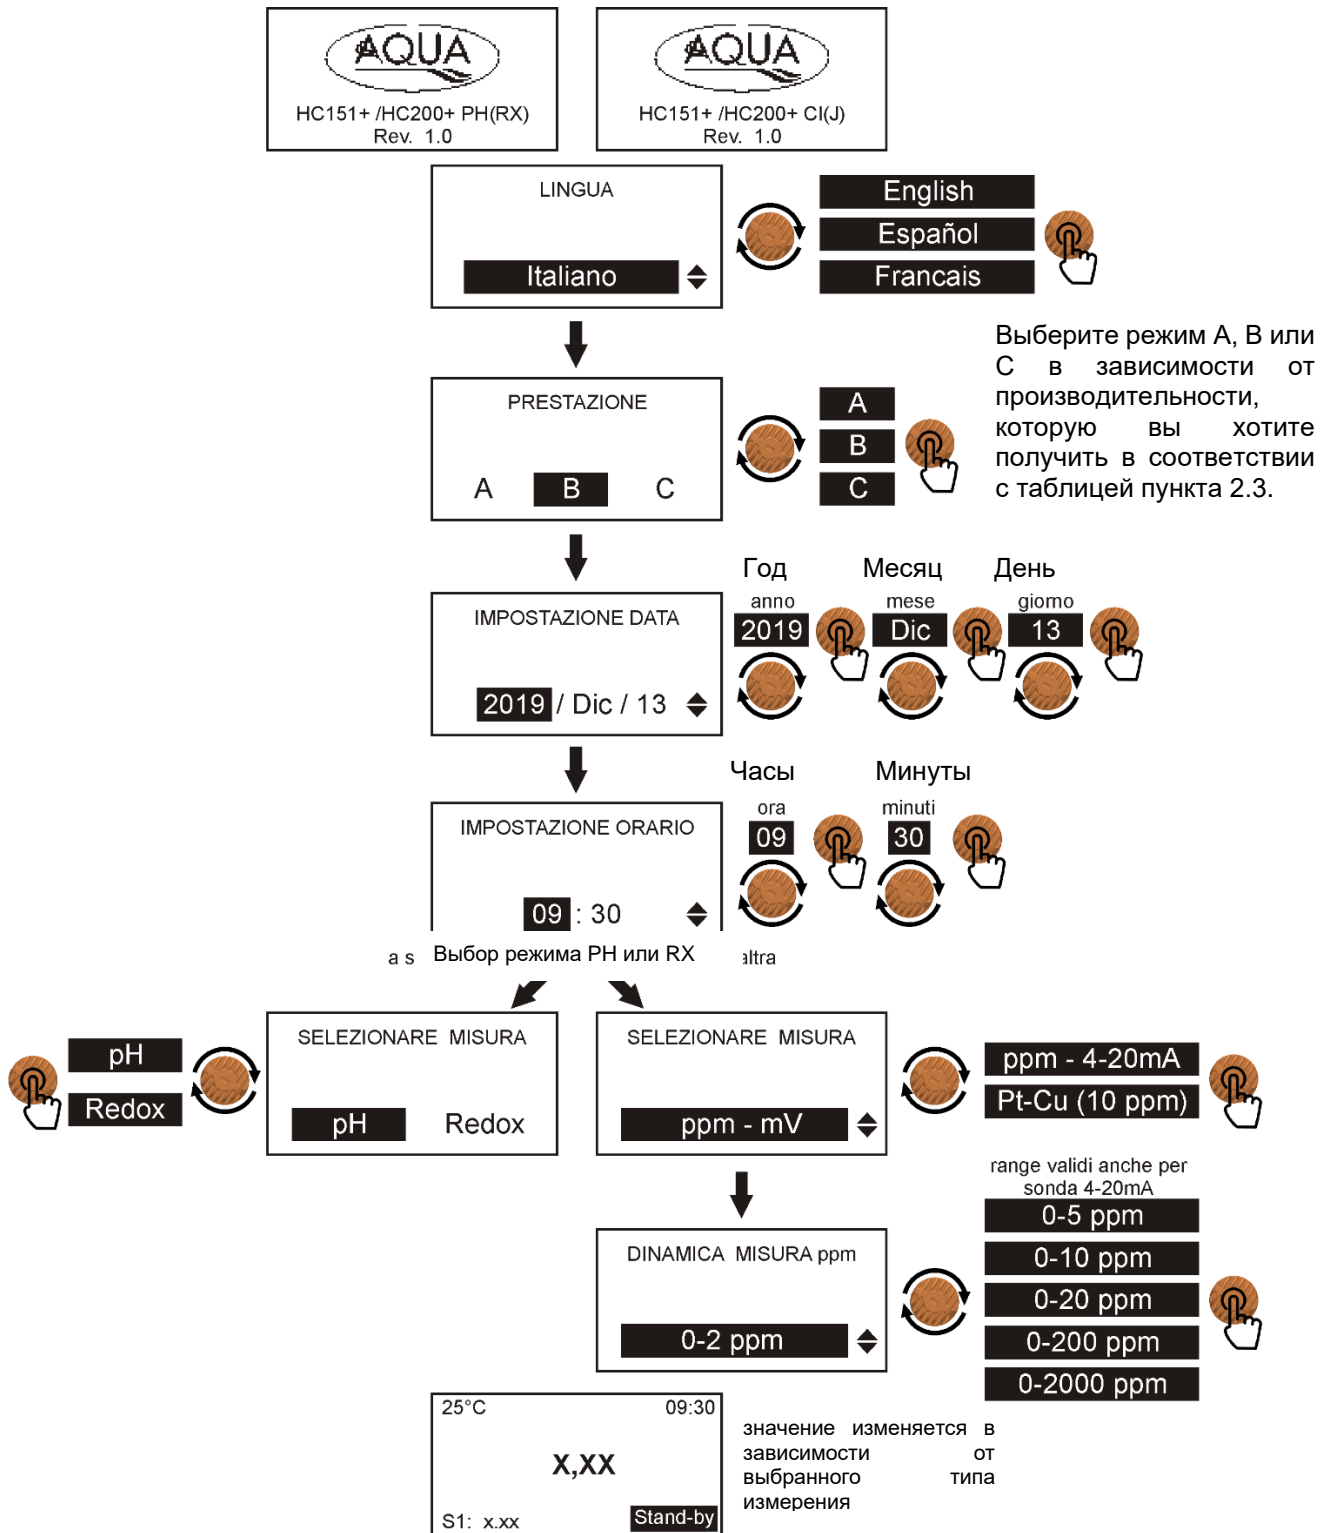 AQUA
HC151+ /HC200+ PH(RX)
Rev. 1.0
AQUA
HC151+ /HC200+ Cl(J)
Rev. 1.0
LINGUA
Italiano
English
Español
Francais
PRESTAZIONE
A B C
A
B
C
Выберите режим А, В или
С в зависимости от
производительности,
которую вы хотите
получить в соответствии
с таблицей пункта 2.3.
IMPOSTAZIONE DATA
2019 / Dic / 13
Год Месяц День
anno mese giorno
2019 Dic 13
IMPOSTAZIONE ORARIO
09 : 30
Часы Минуты
ora minuti
09 30
a s Выбор режима PH или RX altra
pH
Redox
SELEZIONARE MISURA
pH Redox
SELEZIONARE MISURA
ppm - mV
ppm - 4-20mA
Pt-Cu (10 ppm)
DINAMICA MISURA ppm
0-2 ppm
range validi anche per
sonda 4-20mA
0-5 ppm
0-10 ppm
0-20 ppm
0-200 ppm
0-2000 ppm
25°C 09:30
X,XX
S1: x.xx Stand-by
значение изменяется в
зависимости от
выбранного типа
измерения